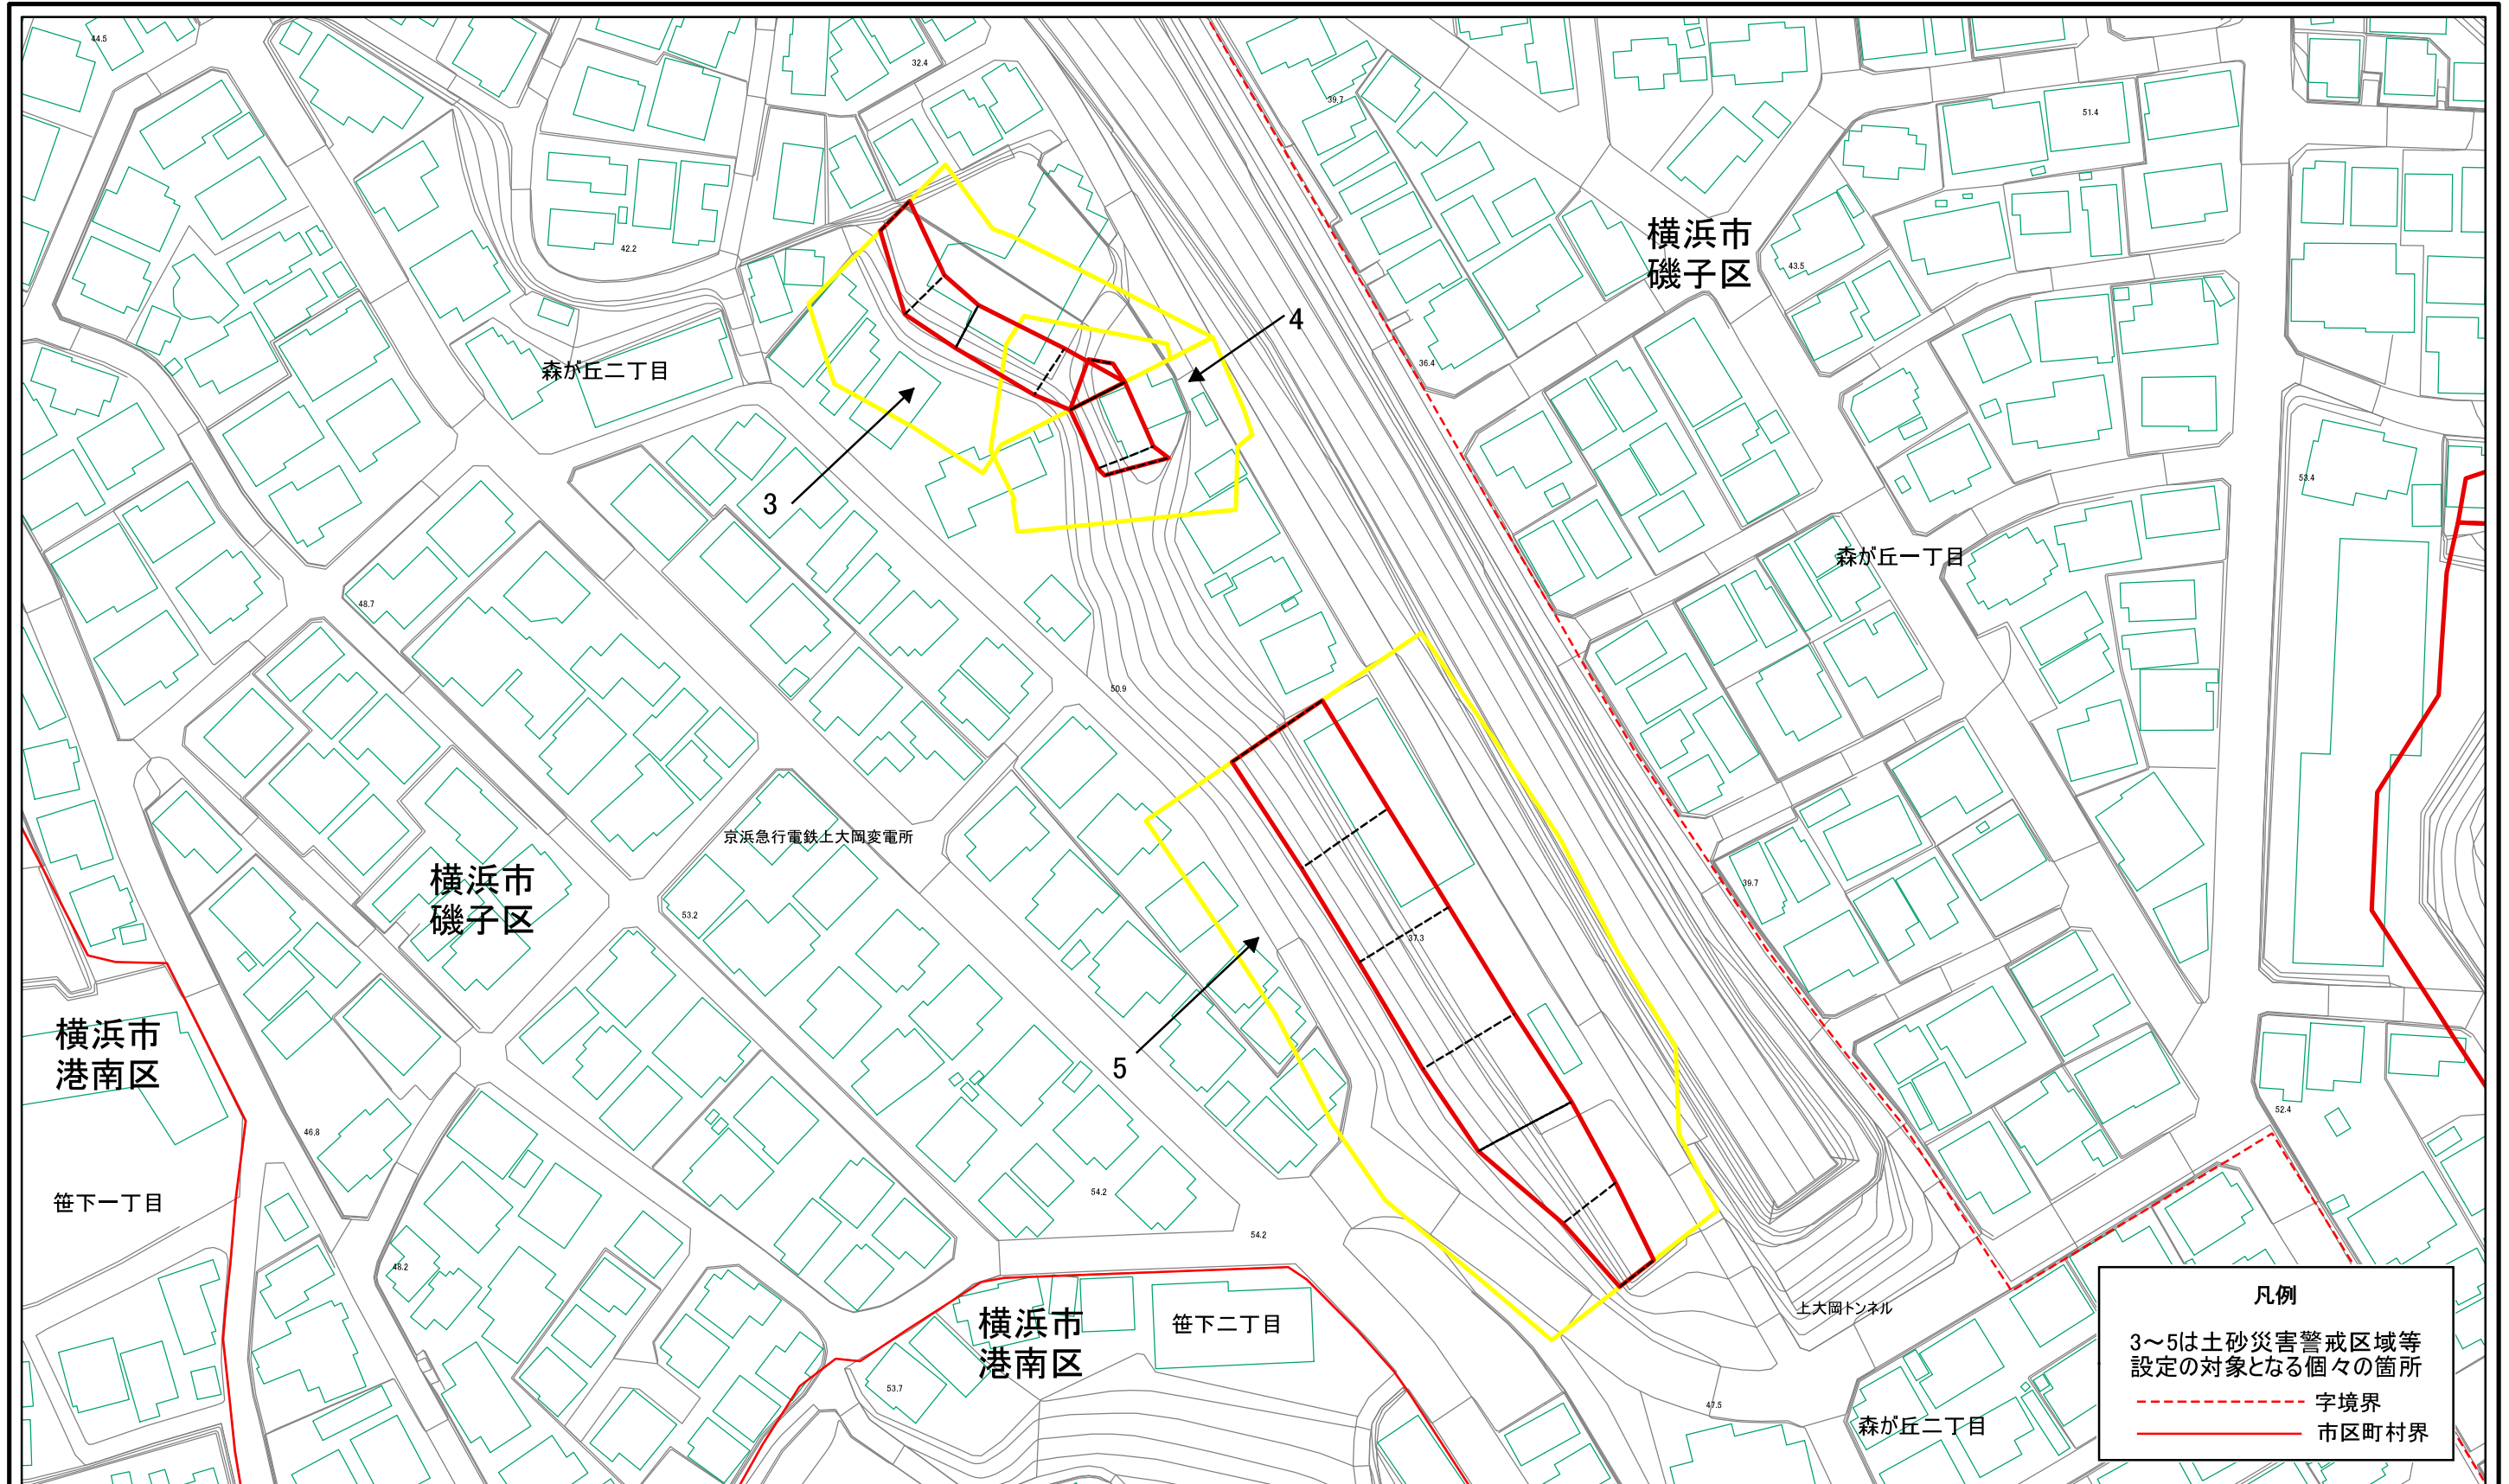 44.5
32.4
39.7
51.4
42.2
横浜市
磯子区
43.5
4
36.4
森が丘二丁目
3
53.4
森が丘一丁目
48.7
50.9
京浜急行電鉄上大岡変電所
横浜市
磯子区
39.7
53.2
37.3
横浜市
港南区
5
46.8
52.4
笹下一丁目
54.2
54.2
48.2
上大岡トンネル
横浜市
港南区
笹下二丁目
53.7
47.5
森が丘二丁目
凡例
3～5は土砂災害警戒区域等
設定の対象となる個々の箇所
字境界
市区町村界